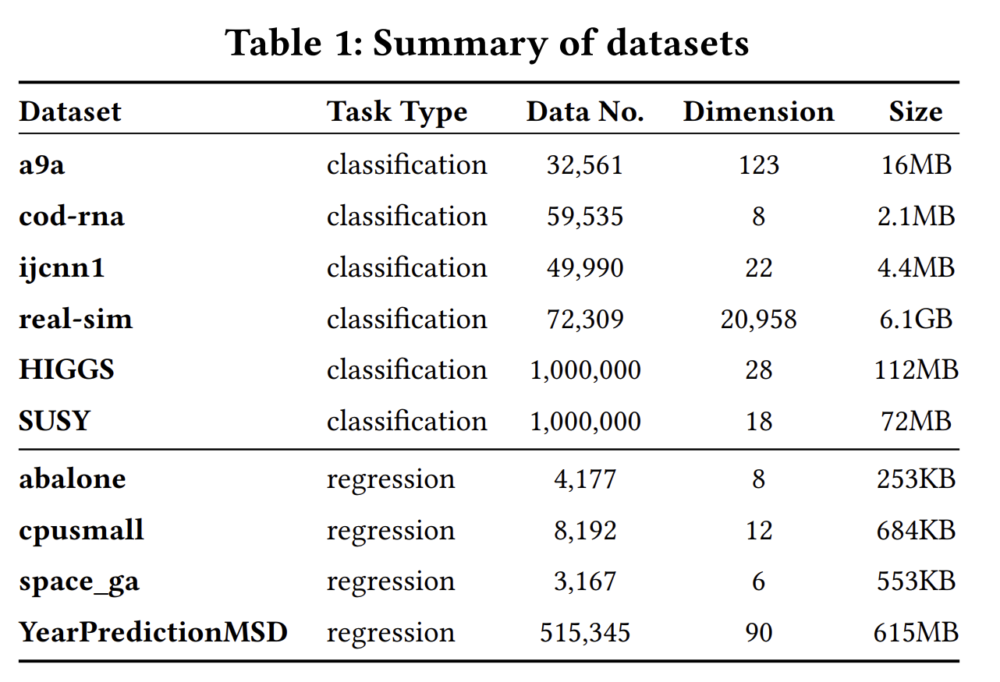 Table 1: Summary of datasets
Dataset Task Type Data No. Dimension Size
a9a classification 32,561 123 16MB
cod-rna classification 59,535 8 2.1MB
ijcnn1 classification 49,990 22 4.4MB
real-sim classification 72,309 20,958 6.1GB
HIGGS classification 1,000,000 28 112MB
SUSY classification 1,000,000 18 72MB
abalone regression 4,177 8 253KB
cpusmall regression 8,192 12 684KB
space_ga regression 3,167 6 553KB
YearPredictionMSD regression 515,345 90 615MB